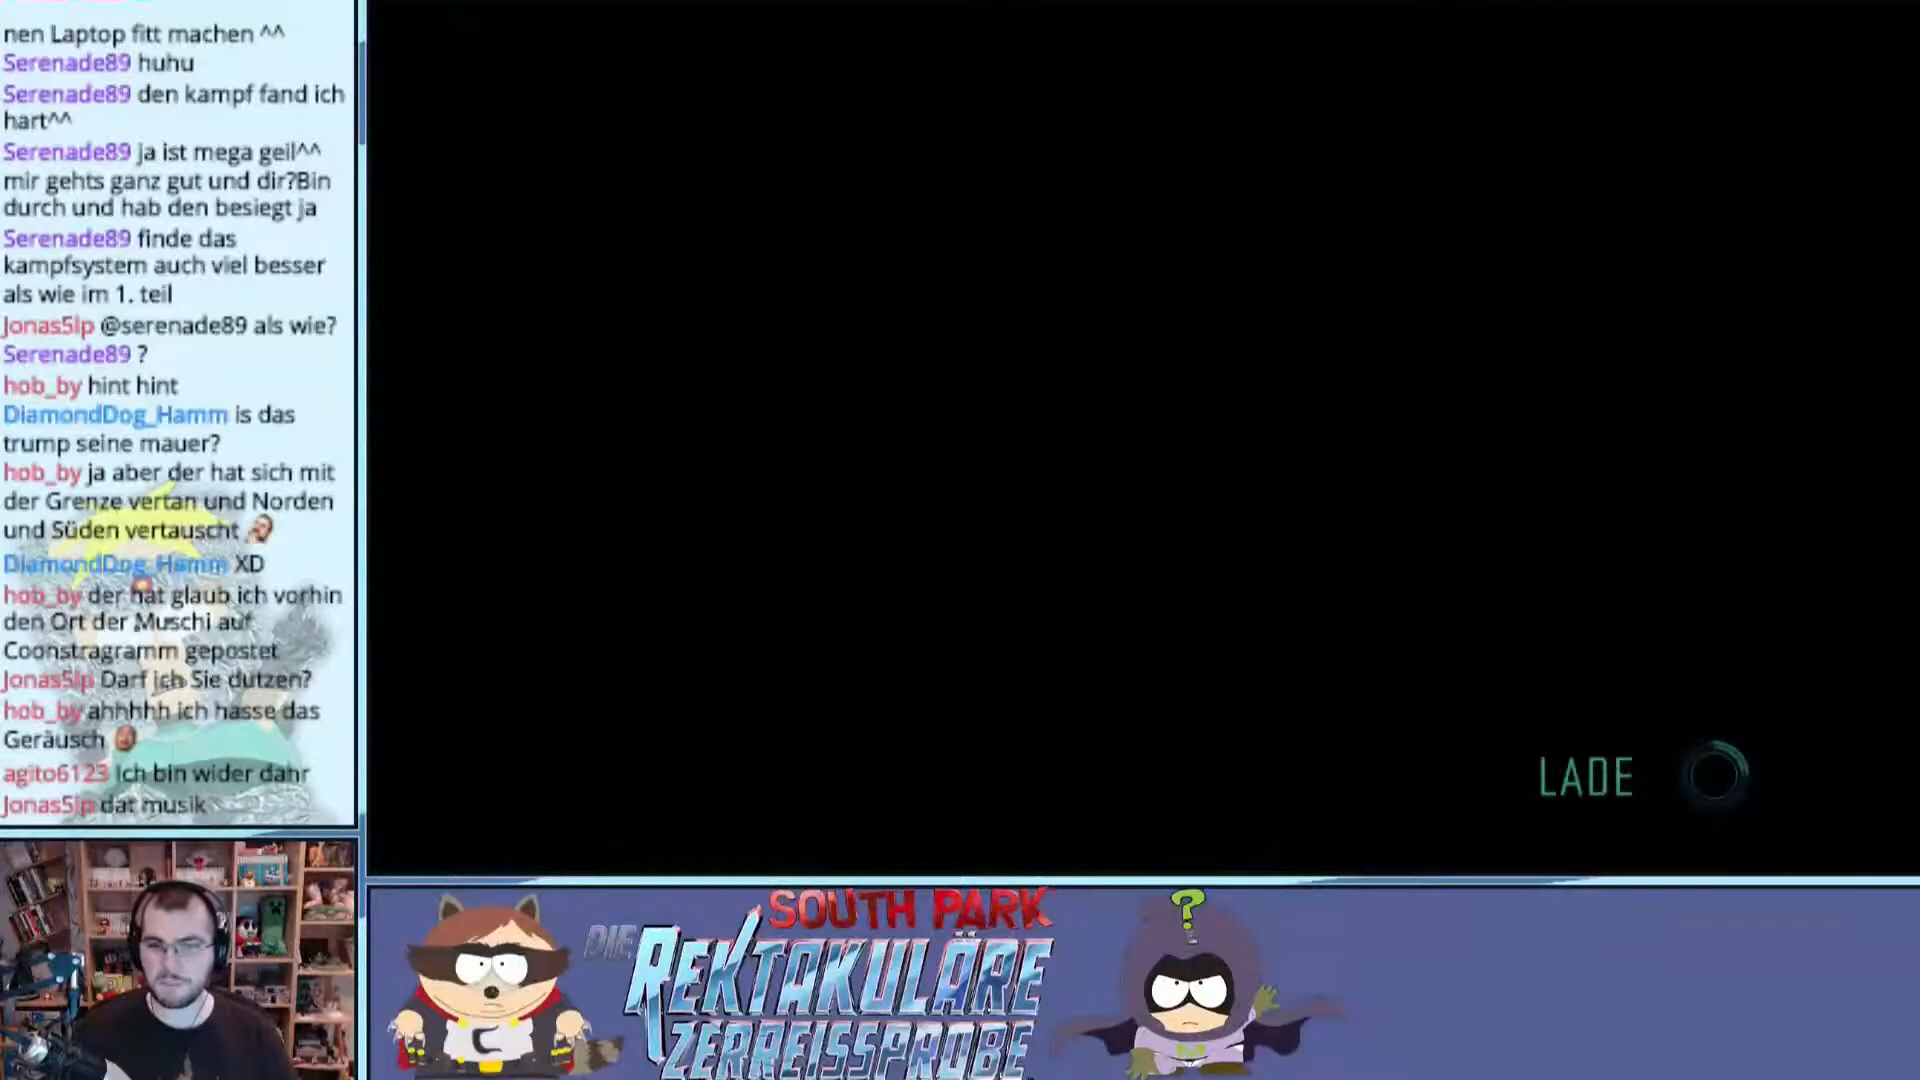 nen Laptop fitt machen ^^
Serenade89 huhu
Serenade89 den kampf fand ich
hart^^
Serenade89 ja ist mega geil^^
mir gehts ganz gut und dir?Bin
durch und hab den besiegt ja
Serenade89 finde das
kampfsystem auch viel besser
als wie im 1. teil
Jonas5lp @serenade89 als wie?
Serenade89 ?
hob_by hint hint
DiamondDog_Hamm is das
trump seine mauer?
hob_by ja aber der hat sich mit
der Grenze vertan und Norden
und Süden vertauscht
DiamondDog_Hamm XD
hob_by der hat glaub ich vorhin
den Ort der Muschi auf
Coonstragramm gepostet
Jonas5lp Darf ich Sie dutzen?
hob_by ahhhhh ich hasse das
Geräusch
agito6123 Ich bin wider dahr
Jonas5lp dat musik
LADE
SOUTH PARK
DIE REKTAKULÄRE
ZERREISSPROBE